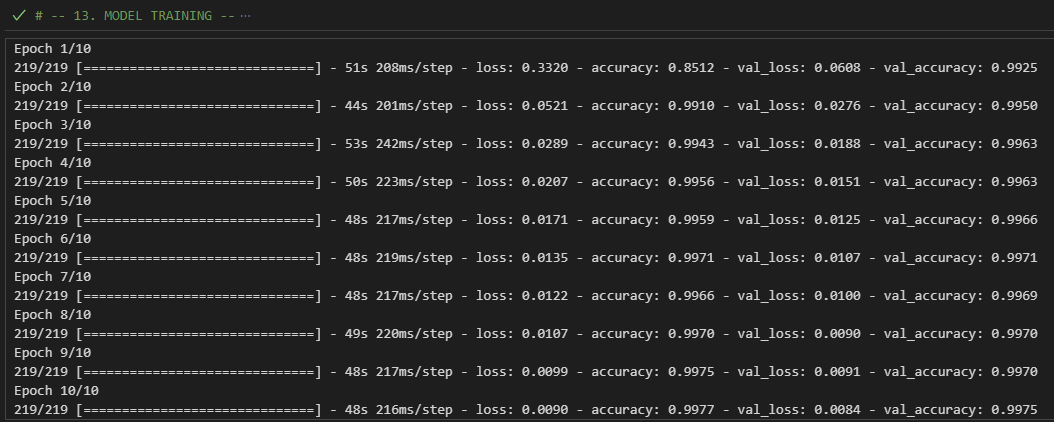 # -- 13. MODEL TRAINING -- ···
Epoch 1/10
219/219 [==============================] - 51s 208ms/step - loss: 0.3320 - accuracy: 0.8512 - val_loss: 0.0608 - val_accuracy: 0.9925
Epoch 2/10
219/219 [==============================] - 44s 201ms/step - loss: 0.0521 - accuracy: 0.9910 - val_loss: 0.0276 - val_accuracy: 0.9950
Epoch 3/10
219/219 [==============================] - 53s 242ms/step - loss: 0.0289 - accuracy: 0.9943 - val_loss: 0.0188 - val_accuracy: 0.9963
Epoch 4/10
219/219 [==============================] - 50s 223ms/step - loss: 0.0207 - accuracy: 0.9956 - val_loss: 0.0151 - val_accuracy: 0.9963
Epoch 5/10
219/219 [==============================] - 48s 217ms/step - loss: 0.0171 - accuracy: 0.9959 - val_loss: 0.0125 - val_accuracy: 0.9966
Epoch 6/10
219/219 [==============================] - 48s 219ms/step - loss: 0.0135 - accuracy: 0.9971 - val_loss: 0.0107 - val_accuracy: 0.9971
Epoch 7/10
219/219 [==============================] - 48s 217ms/step - loss: 0.0122 - accuracy: 0.9966 - val_loss: 0.0100 - val_accuracy: 0.9969
Epoch 8/10
219/219 [==============================] - 49s 220ms/step - loss: 0.0107 - accuracy: 0.9970 - val_loss: 0.0090 - val_accuracy: 0.9970
Epoch 9/10
219/219 [==============================] - 48s 217ms/step - loss: 0.0099 - accuracy: 0.9975 - val_loss: 0.0091 - val_accuracy: 0.9970
Epoch 10/10
219/219 [==============================] - 48s 216ms/step - loss: 0.0090 - accuracy: 0.9977 - val_loss: 0.0084 - val_accuracy: 0.9975